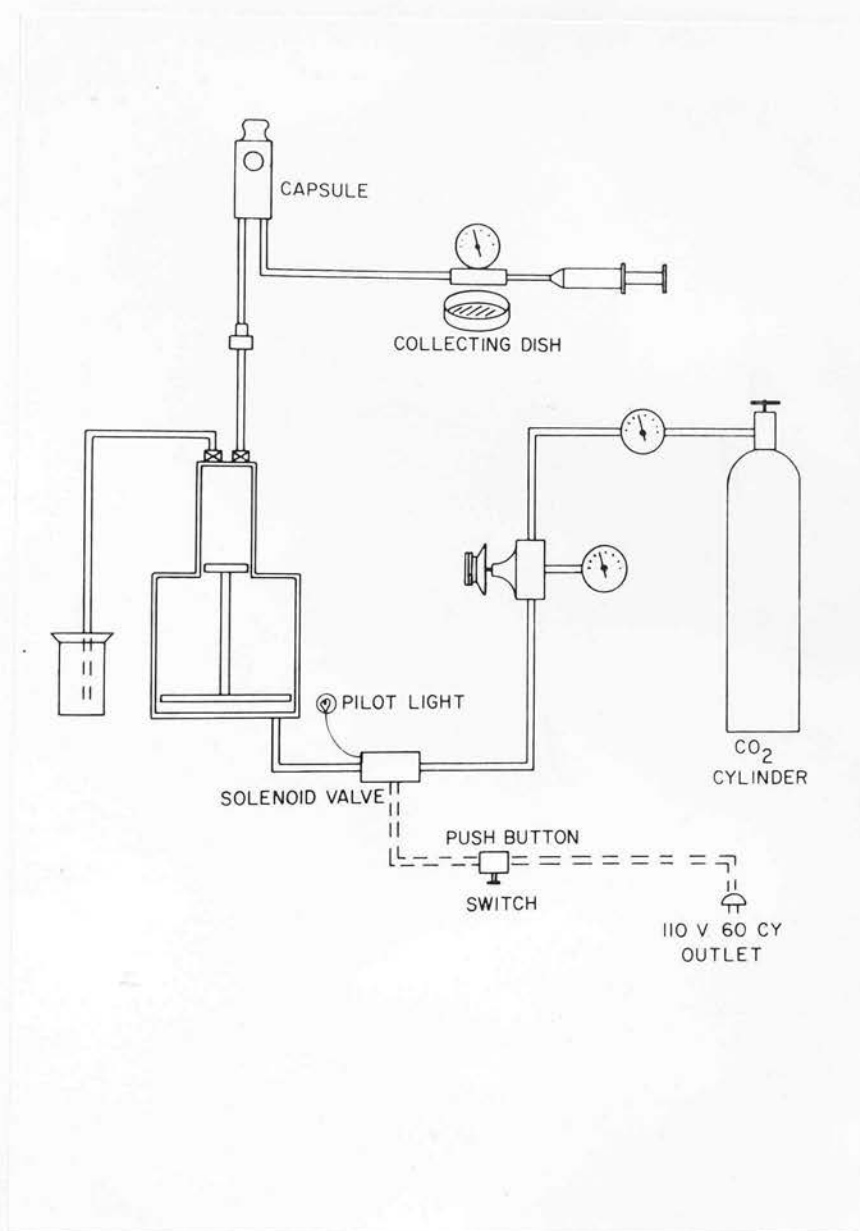 CAPSULE
COLLECTING DISH
PILOT LIGHT
SOLENOID VALVE
CO2
CYLINDER
PUSH BUTTON
SWITCH
110 V. 60 CY
OUTLET